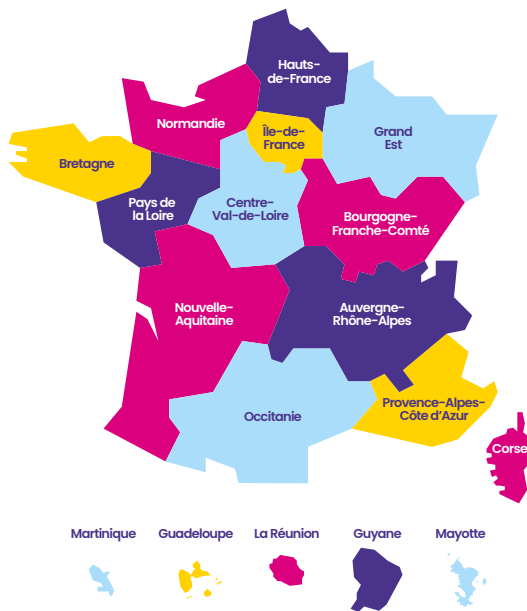 Hauts-
de-France
Normandie
Île-de-
France
Grand
Est
Bretagne
Pays de
la Loire
Centre-
Val-de-Loire
Bourgogne-
Franche-Comté
Nouvelle-
Aquitaine
Auvergne-
Rhône-Alpes
Occitanie
Provence-Alpes-
Côte d'Azur
Corse
Martinique
Guadeloupe
La Réunion
Guyane
Mayotte